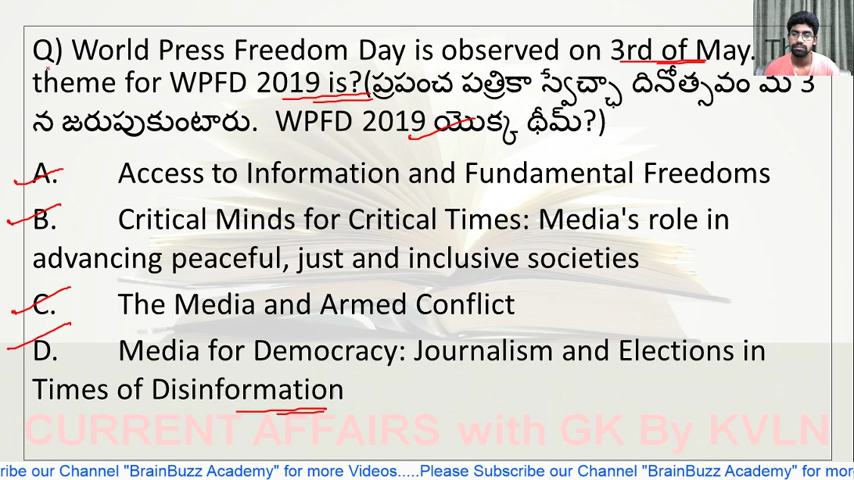 Q) World Press Freedom Day is observed on 3rd of May. The
theme for WPFD 2019 is?(ప్రపంచ పత్రికా స్వేచ్ఛా దినోత్సవం మే 3
న జరుపుకుంటారు. WPFD 2019 యొక్క థీమ్?)
A. Access to Information and Fundamental Freedoms
B. Critical Minds for Critical Times: Media's role in
advancing peaceful, just and inclusive societies
C. The Media and Armed Conflict
D. Media for Democracy: Journalism and Elections in
Times of Disinformation
CURRENT AFFAIRS with GK By KVLN
ribe our Channel "BrainBuzz Academy" for more Videos.....Please Subscribe our Channel "BrainBuzz Academy" for mor